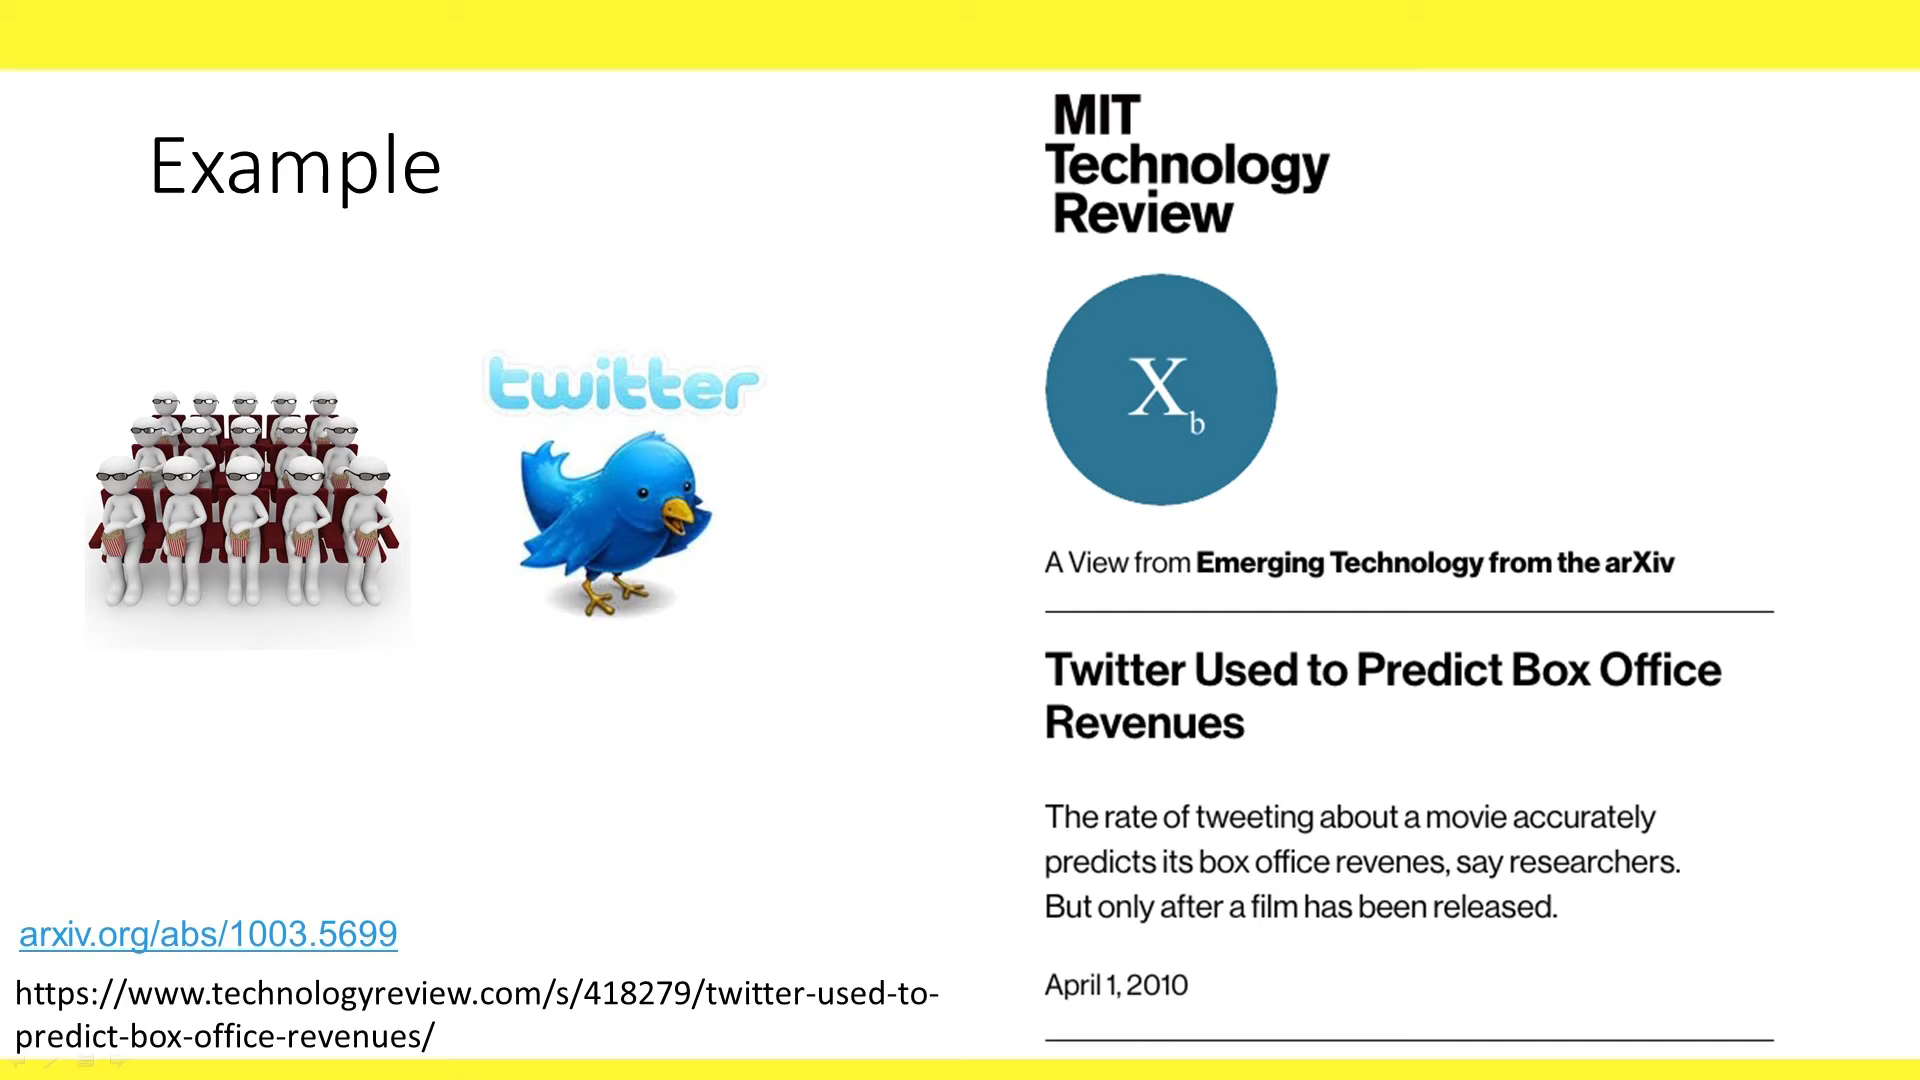 Example
twitter
arxiv.org/abs/1003.5699
https://www.technologyreview.com/s/418279/twitter-used-to-
predict-box-office-revenues/
MIT
Technology
Review
X
b
A View from Emerging Technology from the arXiv
Twitter Used to Predict Box Office
Revenues
The rate of tweeting about a movie accurately
predicts its box office revenes, say researchers.
But only after a film has been released.
April 1, 2010